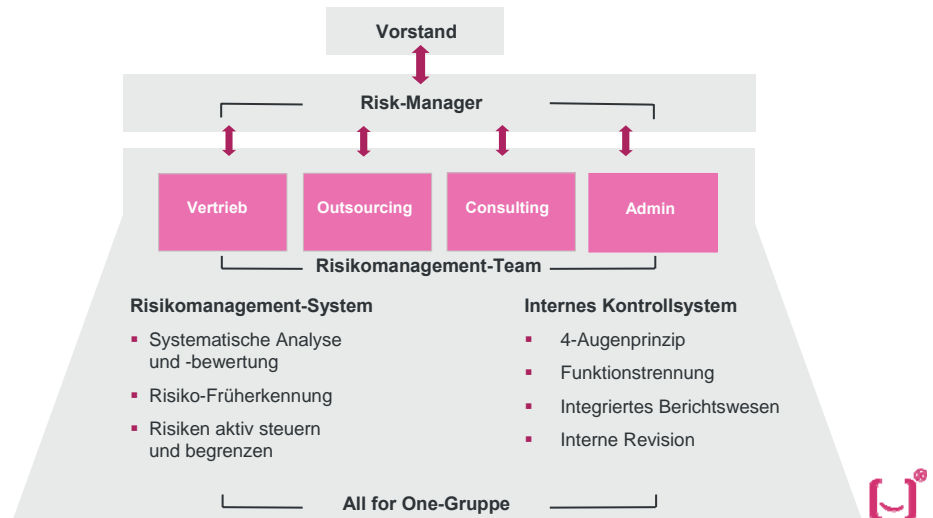 Vorstand
Risk-Manager
Vertrieb
Outsourcing
Consulting
Admin
Risikomanagement-Team
Risikomanagement-System
▪ Systematische Analyse
und -bewertung
▪ Risiko-Früherkennung
▪ Risiken aktiv steuern
und begrenzen
Internes Kontrollsystem
▪ 4-Augenprinzip
▪ Funktionstrennung
▪ Integriertes Berichtswesen
▪ Interne Revision
All for One-Gruppe